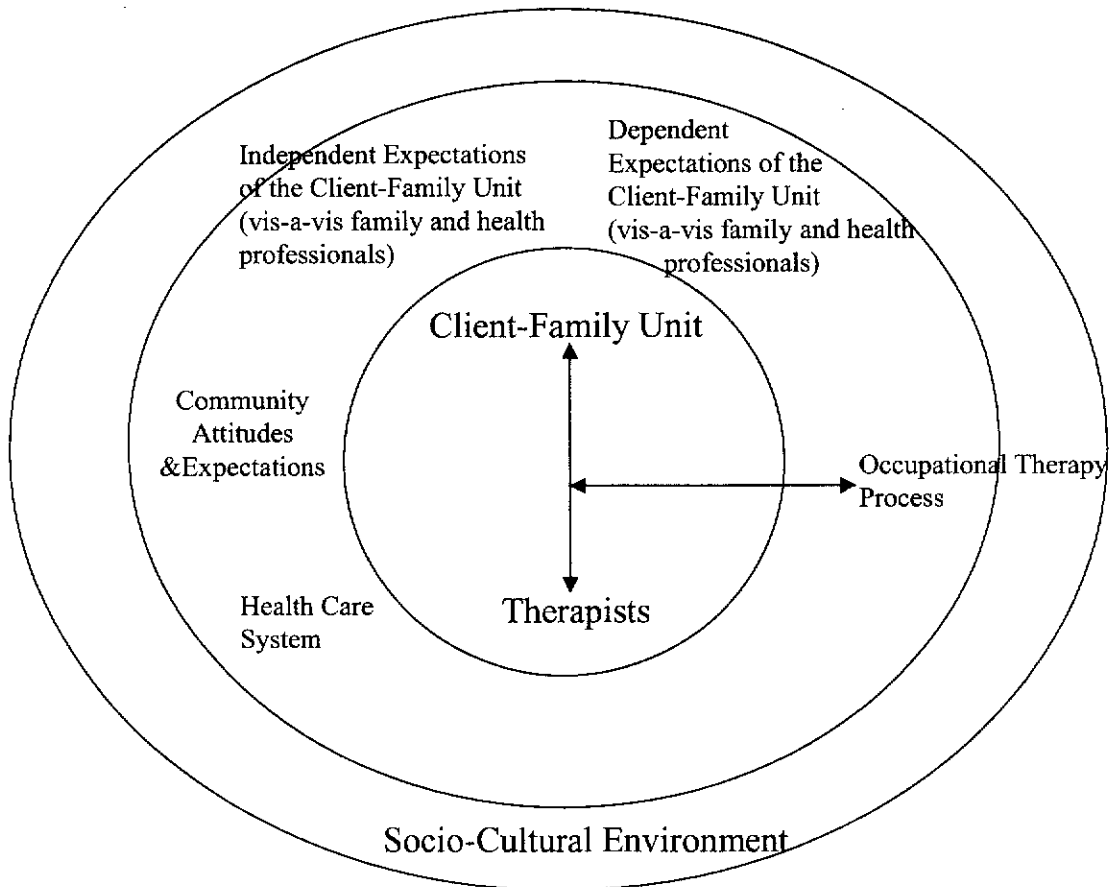 Independent Expectations
of the Client-Family Unit
(vis-a-vis family and health
professionals)
Dependent
Expectations of the
Client-Family Unit
(vis-a-vis family and health
professionals)
Client-Family Unit
Community
Attitudes
&Expectations
Occupational Therapy
Process
Health Care
System
Therapists
Socio-Cultural Environment